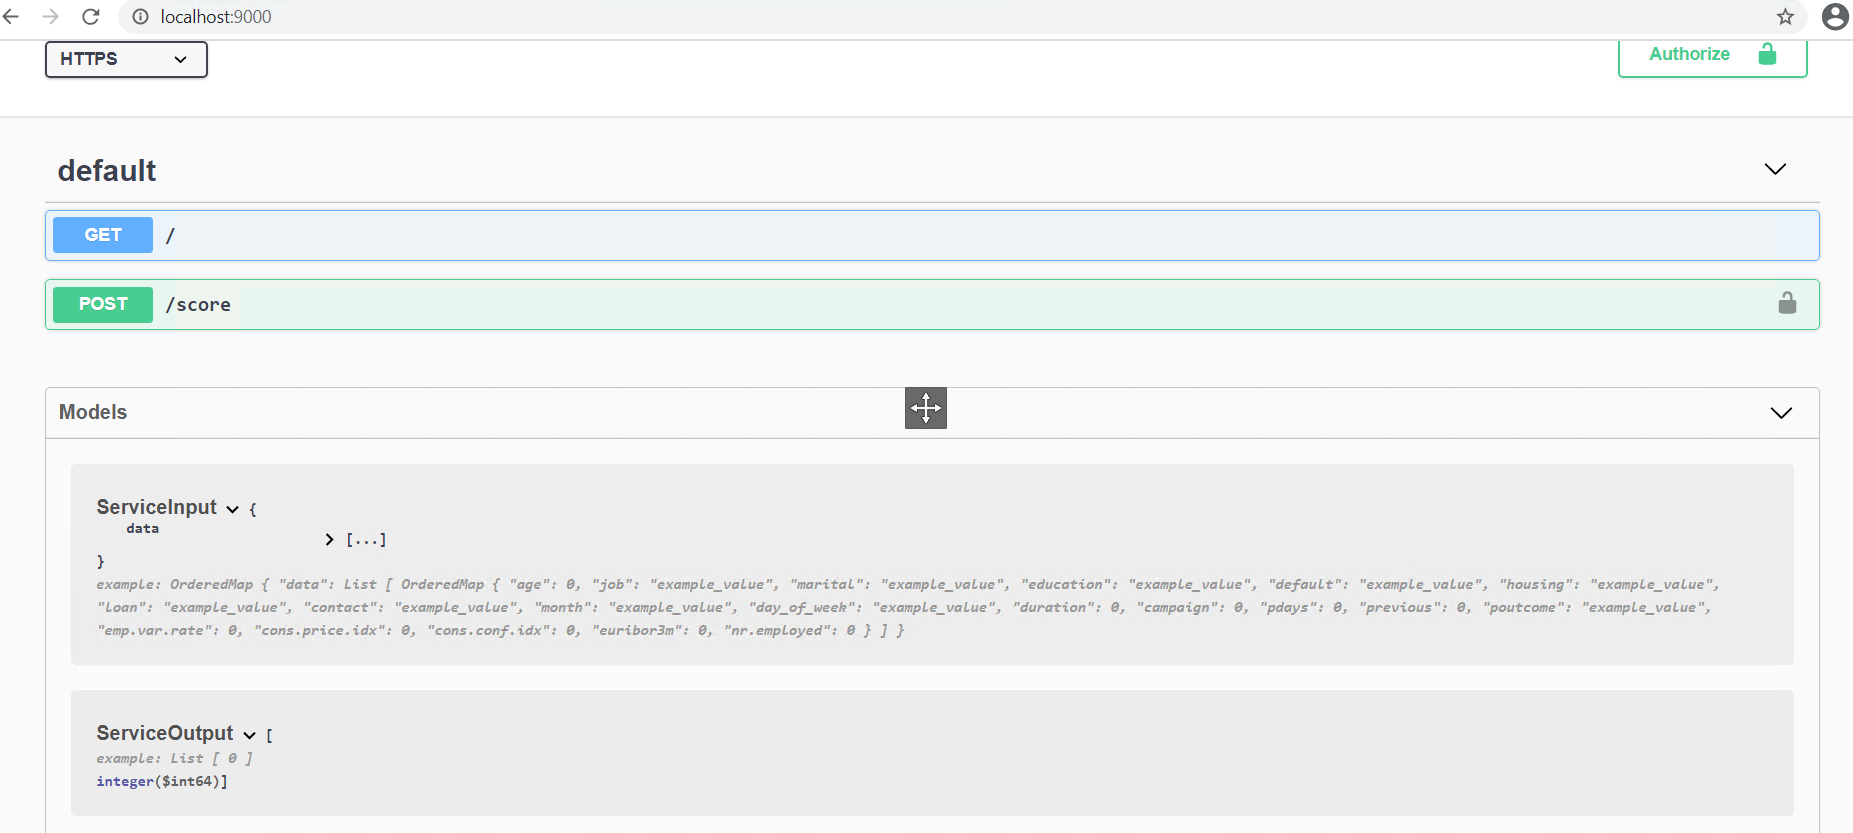 localhost:9000
HTTPS
Authorize
default
GET /
POST /score
Models
ServiceInput {
data
[...]
}
example: OrderedMap { "data": List [ OrderedMap { "age": 0, "job": "example_value", "marital": "example_value", "education": "example_value", "default": "example_value", "housing": "example_value",
"loan": "example_value", "contact": "example_value", "month": "example_value", "day_of_week": "example_value", "duration": 0, "campaign": 0, "pdays": 0, "previous": 0, "poutcome": "example_value",
"emp.var.rate": 0, "cons.price.idx": 0, "cons.conf.idx": 0, "euribor3m": 0, "nr.employed": 0 } ] }
ServiceOutput [
example: List [ 0 ]
integer($int64)]